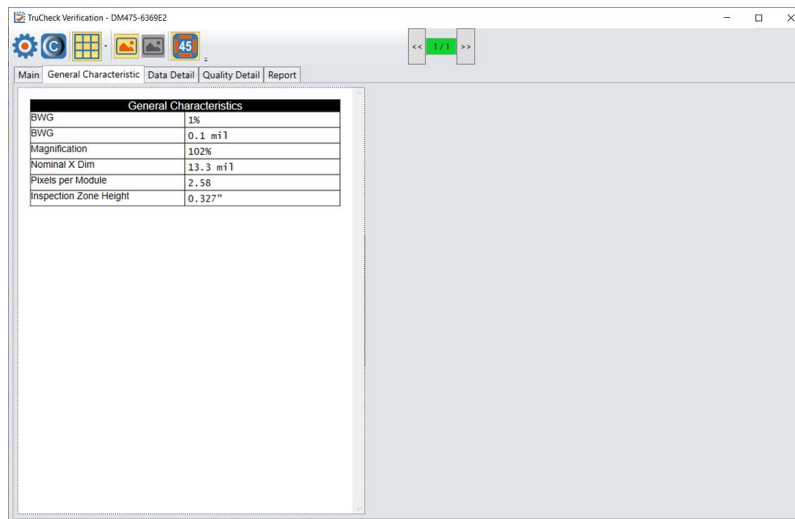 TruCheck Verification - DM475-6369E2
C
45
<< 1/1 >>
Main General Characteristic Data Detail Quality Detail Report
General Characteristics
BWG 1%
BWG 0.1 mil
Magnification 102%
Nominal X Dim 13.3 mil
Pixels per Module 2.58
Inspection Zone Height 0.327"